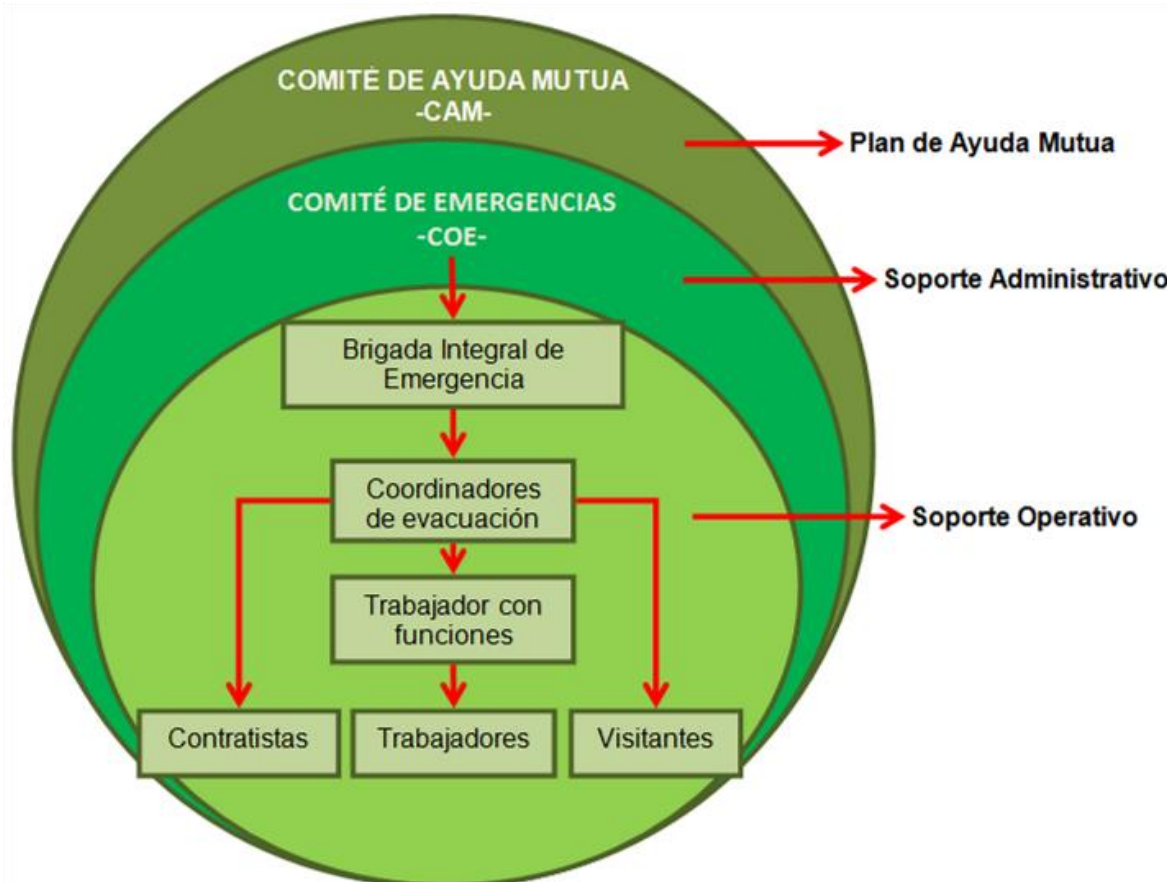 COMITÉ DE AYUDA MUTUA
-CAM-
Plan de Ayuda Mutua
COMITÉ DE EMERGENCIAS
-COE-
Soporte Administrativo
Brigada Integral de
Emergencia
Coordinadores
de evacuación
Soporte Operativo
Trabajador con
funciones
Contratistas
Trabajadores
Visitantes